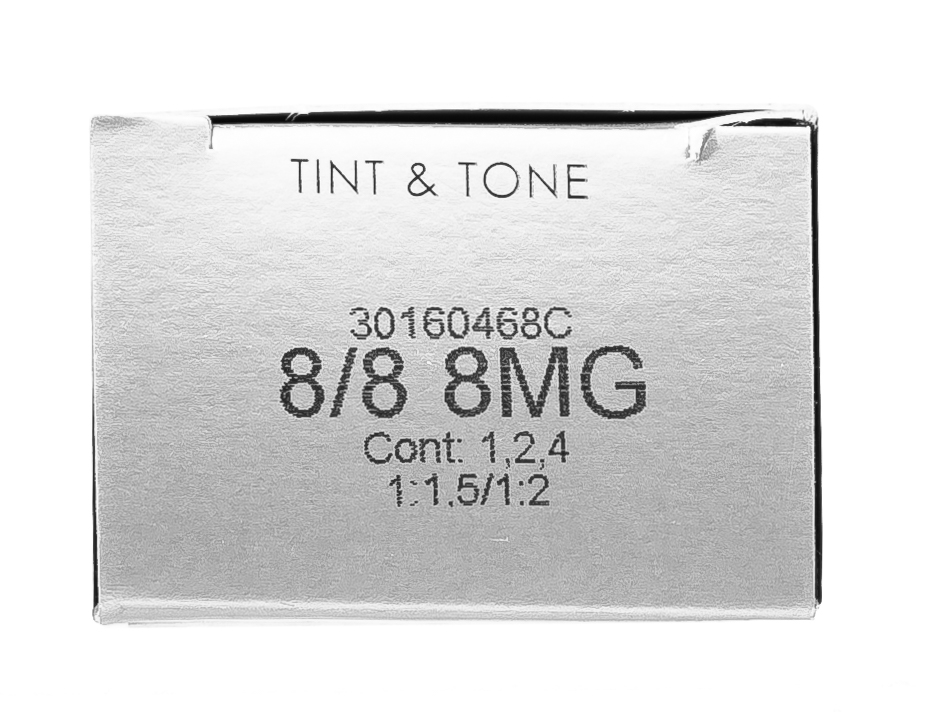 TINT & TONE
30160468C
8/8 8MG
Cont: 1,2,4
1:1,5/1:2